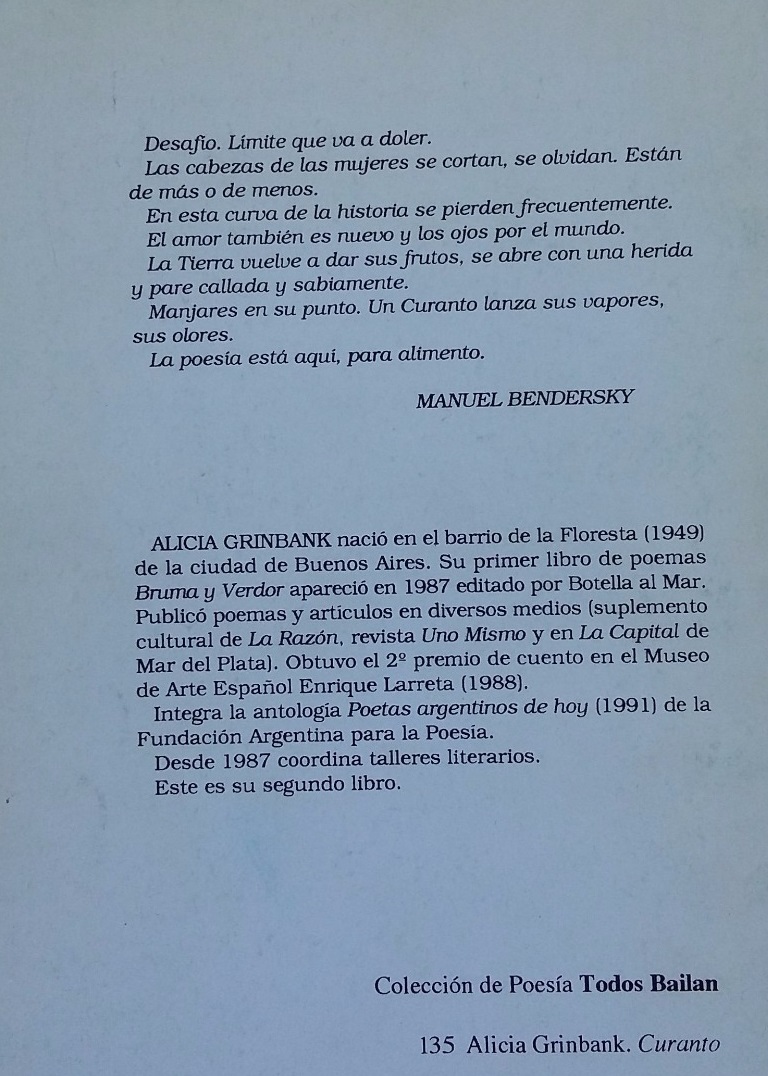 Desafío. Límite que va a doler.
Las cabezas de las mujeres se cortan, se olvidan. Están
de más o de menos.
En esta curva de la historia se pierden frecuentemente.
El amor también es nuevo y los ojos por el mundo.
La Tierra vuelve a dar sus frutos, se abre con una herida
y pare callada y sabiamente.
Manjares en su punto. Un Curanto lanza sus vapores,
sus olores.
La poesía está aquí, para alimento.
MANUEL BENDERSKY
ALICIA GRINBANK nació en el barrio de la Floresta (1949)
de la ciudad de Buenos Aires. Su primer libro de poemas
Bruma y Verdor apareció en 1987 editado por Botella al Mar.
Publicó poemas y artículos en diversos medios (suplemento
cultural de La Razón, revista Uno Mismo y en La Capital de
Mar del Plata). Obtuvo el 2º premio de cuento en el Museo
de Arte Español Enrique Larreta (1988).
Integra la antología Poetas argentinos de hoy (1991) de la
Fundación Argentina para la Poesía.
Desde 1987 coordina talleres literarios.
Este es su segundo libro.
Colección de Poesía Todos Bailan
135 Alicia Grinbank. Curanto